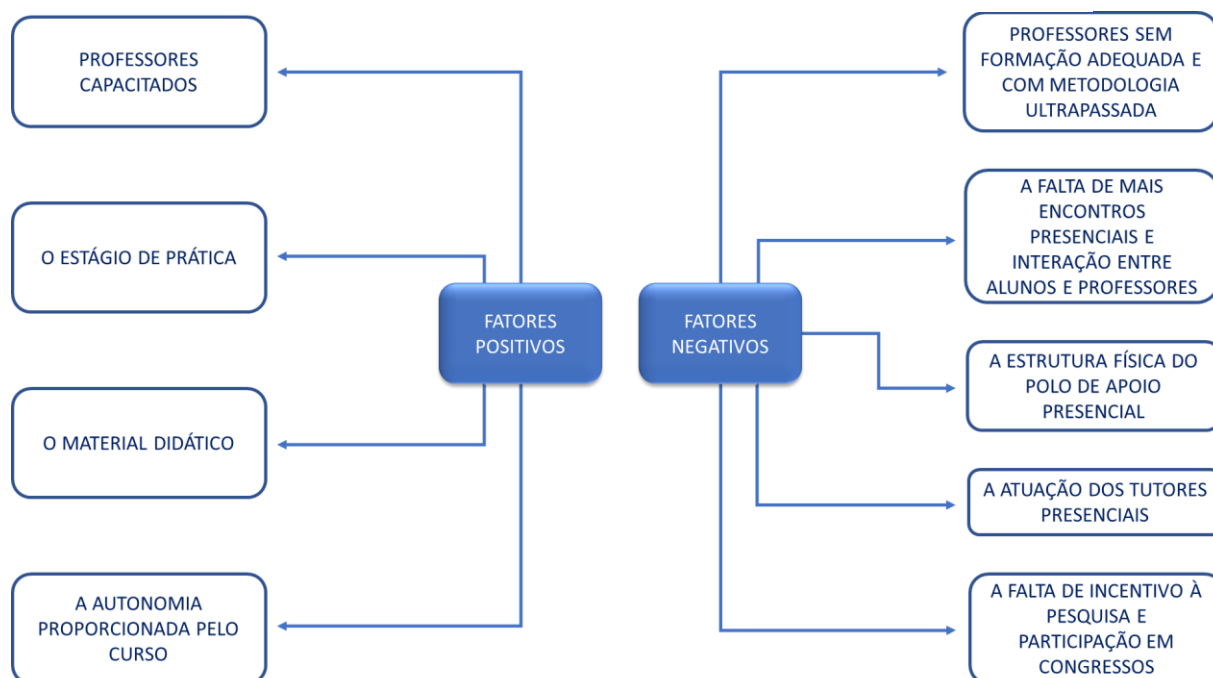 PROFESSORES
CAPACITADOS
O ESTÁGIO DE PRÁTICA
O MATERIAL DIDÁTICO
A AUTONOMIA
PROPORCIONADA PELO
CURSO
FATORES
POSITIVOS
FATORES
NEGATIVOS
PROFESSORES SEM
FORMAÇÃO ADEQUADA E
COM METODOLOGIA
ULTRAPASSADA
A FALTA DE MAIS
ENCONTROS
PRESENCIAIS E
INTERAÇÃO ENTRE
ALUNOS E PROFESSORES
A ESTRUTURA FÍSICA DO
POLO DE APOIO
PRESENCIAL
A ATUAÇÃO DOS TUTORES
PRESENCIAIS
A FALTA DE INCENTIVO À
PESQUISA E
PARTICIPAÇÃO EM
CONGRESSOS